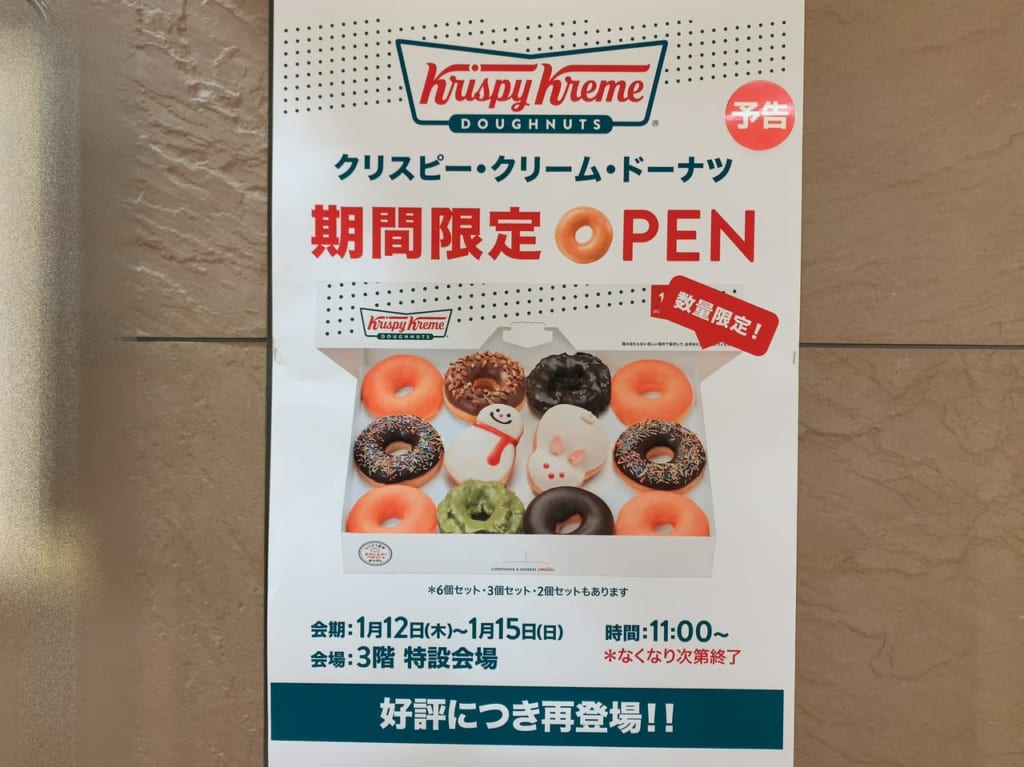 Krispy Kreme
DOUGHNUTS
®
予告
クリスピー・クリーム・ドーナツ
期間限定 OPEN
数量限定!
Krispy Kreme
DOUGHNUTS
CONTAINS A DOZEN smiles
*6個セット・3個セット・2個セットもあります
会期:1月12日(木)~1月15日(日)
時間:11:00~
会場:3階 特設会場
*なくなり次第終了
好評につき再登場!!